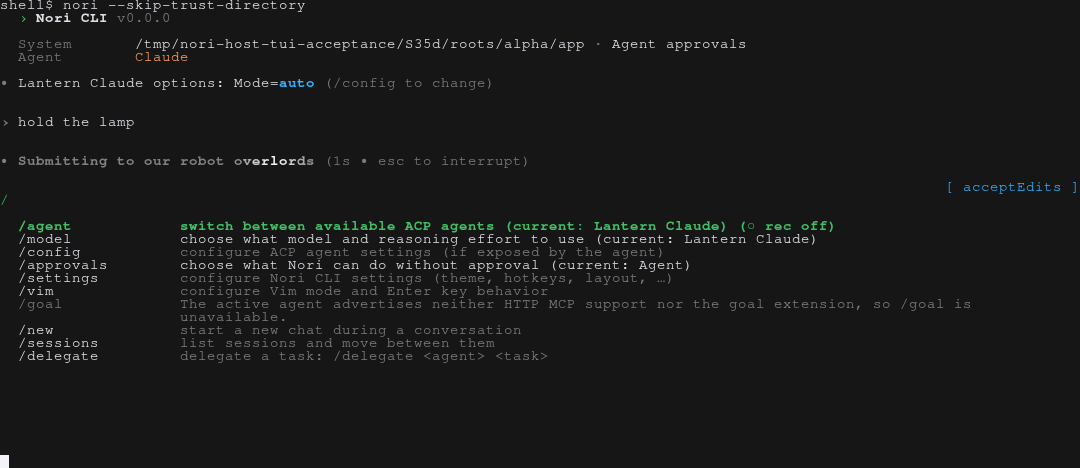 shell$ nori --skip-trust-directory
› Nori CLI v0.0.0
System /tmp/nori-host-tui-acceptance/S35d/roots/alpha/app · Agent approvals
Agent Claude
• Lantern Claude options: Mode=auto (/config to change)
› hold the lamp
• Submitting to our robot overlords (1s • esc to interrupt)
[ acceptEdits ]
/
/agent switch between available ACP agents (current: Lantern Claude) (○ rec off)
/model choose what model and reasoning effort to use (current: Lantern Claude)
/config configure ACP agent settings (if exposed by the agent)
/approvals choose what Nori can do without approval (current: Agent)
/settings configure Nori CLI settings (theme, hotkeys, layout, …)
/vim configure Vim mode and Enter key behavior
/goal The active agent advertises neither HTTP MCP support nor the goal extension, so /goal is
unavailable.
/new start a new chat during a conversation
/sessions list sessions and move between them
/delegate delegate a task: /delegate <agent> <task>